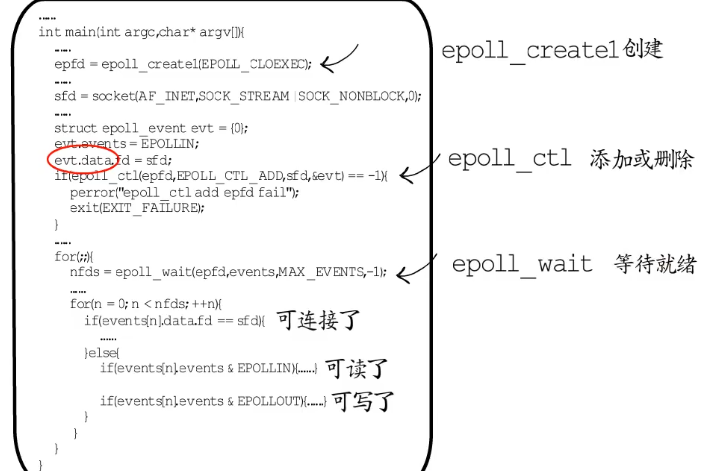 ......
int main(int argc,char* argv[]){
......
epfd = epoll_create1(EPOLL_CLOEXEC);
epoll_create1创建
......
sfd = socket(AF_INET,SOCK_STREAM|SOCK_NONBLOCK,0);
......
struct epoll_event evt = {0};
evt.events = EPOLLIN;
evt.data.fd = sfd;
epoll_ctl 添加或删除
if(epoll_ctl(epfd,EPOLL_CTL_ADD,sfd,&evt) == -1){
perror("epoll_ctl add epfd fail");
exit(EXIT_FAILURE);
}
......
for(;;){
nfds = epoll_wait(epfd,events,MAX_EVENTS,-1);
epoll_wait 等待就绪
......
for(n = 0; n < nfds; ++n){
if(events[n].data.fd == sfd){ 可连接了
......
}else{
if(events[n].events & EPOLLIN){......} 可读了
if(events[n].events & EPOLLOUT){......} 可写了
}
}
}
}